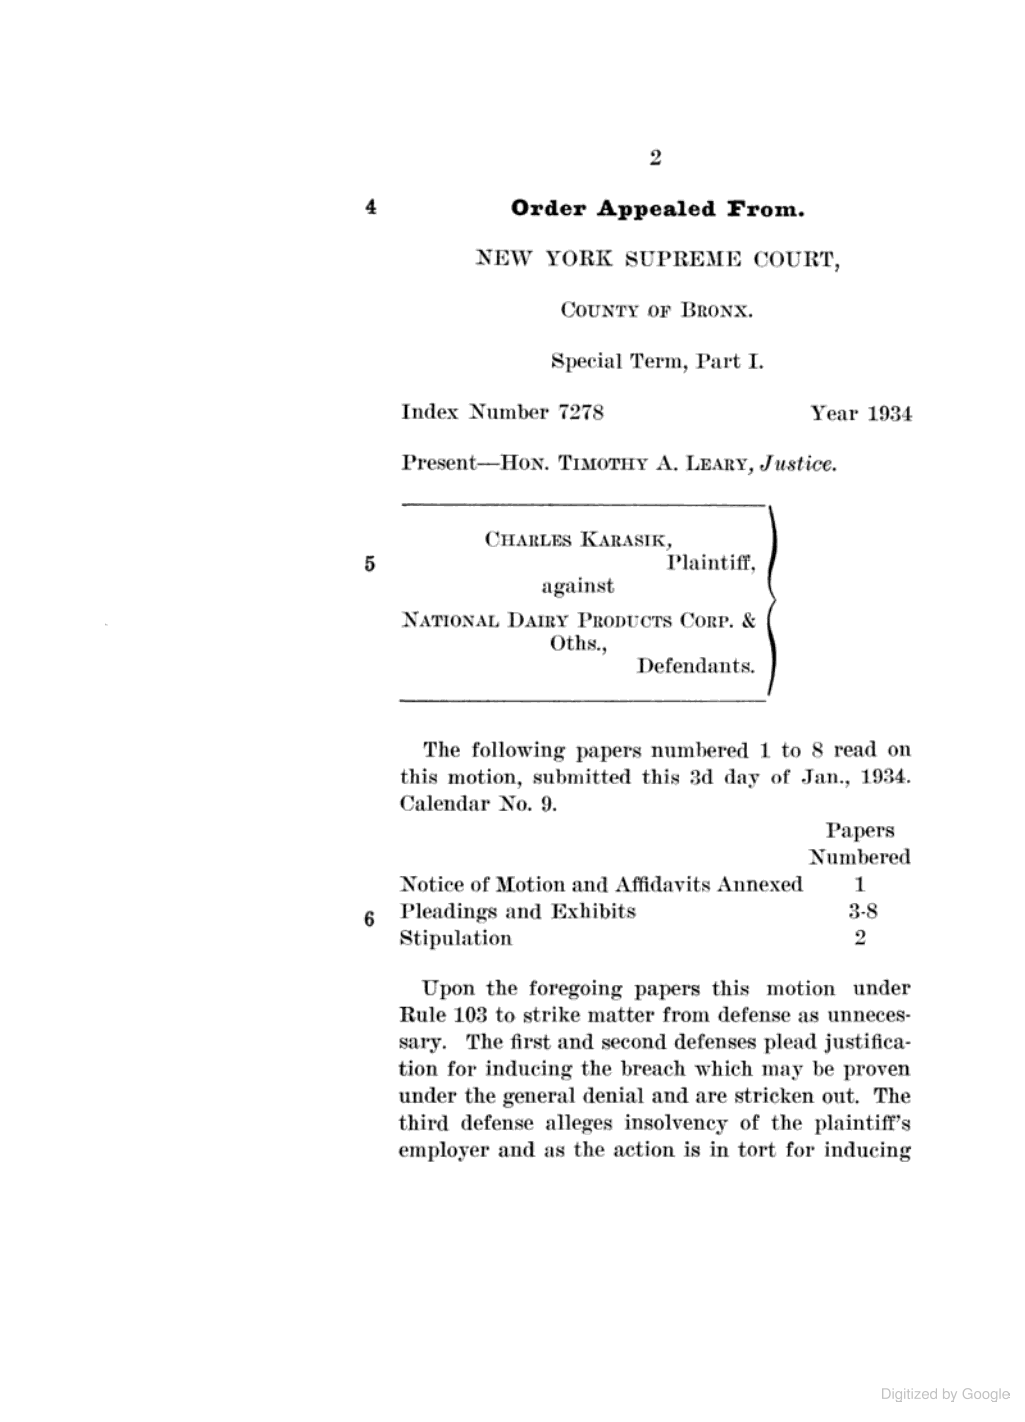 2
4 Order Appealed From.
NEW YORK SUPREME COURT,
COUNTY OF BRONX.
Special Term, Part I.
Index Number 7278 Year 1934
Present—HON. TIMOTHY A. LEARY, Justice.
CHARLES KARASIK,
5 Plaintiff,
against
NATIONAL DAIRY PRODUCTS CORP. &
Oths.,
Defendants.
The following papers numbered 1 to 8 read on
this motion, submitted this 3d day of Jan., 1934.
Calendar No. 9.
Papers
Numbered
Notice of Motion and Affidavits Annexed 1
6 Pleadings and Exhibits 3-8
Stipulation 2
Upon the foregoing papers this motion under
Rule 103 to strike matter from defense as unneces-
sary. The first and second defenses plead justifica-
tion for inducing the breach which may be proven
under the general denial and are stricken out. The
third defense alleges insolvency of the plaintiff's
employer and as the action is in tort for inducing
Digitized by Google